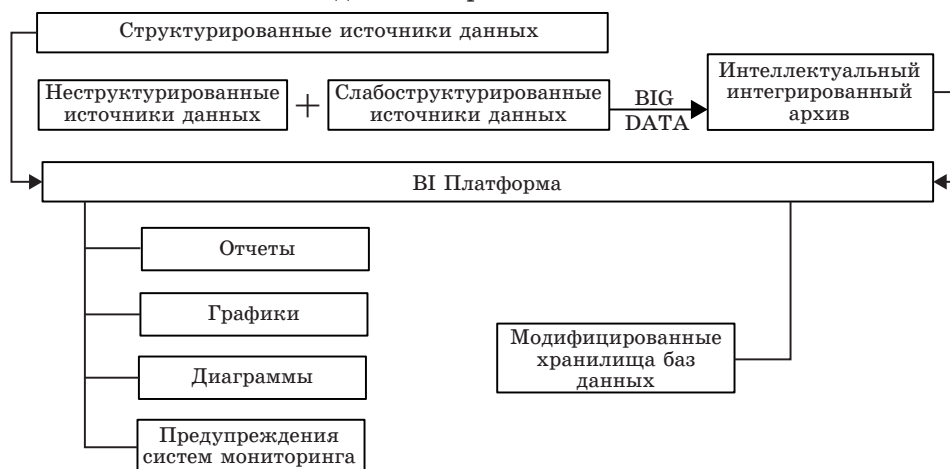 Структурированные источники данных
Неструктурированные
источники данных
+
Слабоструктурированные
источники данных
BIG
DATA
Интеллектуальный
интегрированный
архив
BI Платформа
Отчеты
Графики
Диаграммы
Предупреждения
систем мониторинга
Модифицированные
хранилища баз
данных